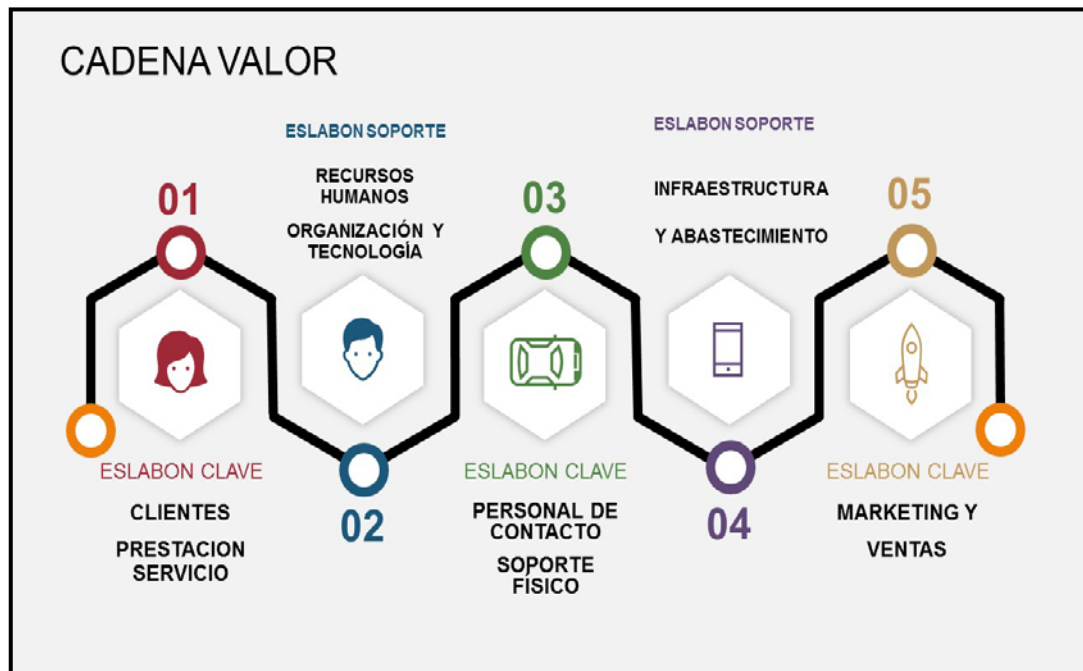 CADENA VALOR
01
ESLABON CLAVE
CLIENTES
PRESTACION
SERVICIO
ESLABON SOPORTE
RECURSOS
HUMANOS
ORGANIZACIÓN Y
TECNOLOGÍA
02
03
ESLABON CLAVE
PERSONAL DE
CONTACTO
SOPORTE
FÍSICO
ESLABON SOPORTE
INFRAESTRUCTURA
Y ABASTECIMIENTO
04
05
ESLABON CLAVE
MARKETING Y
VENTAS